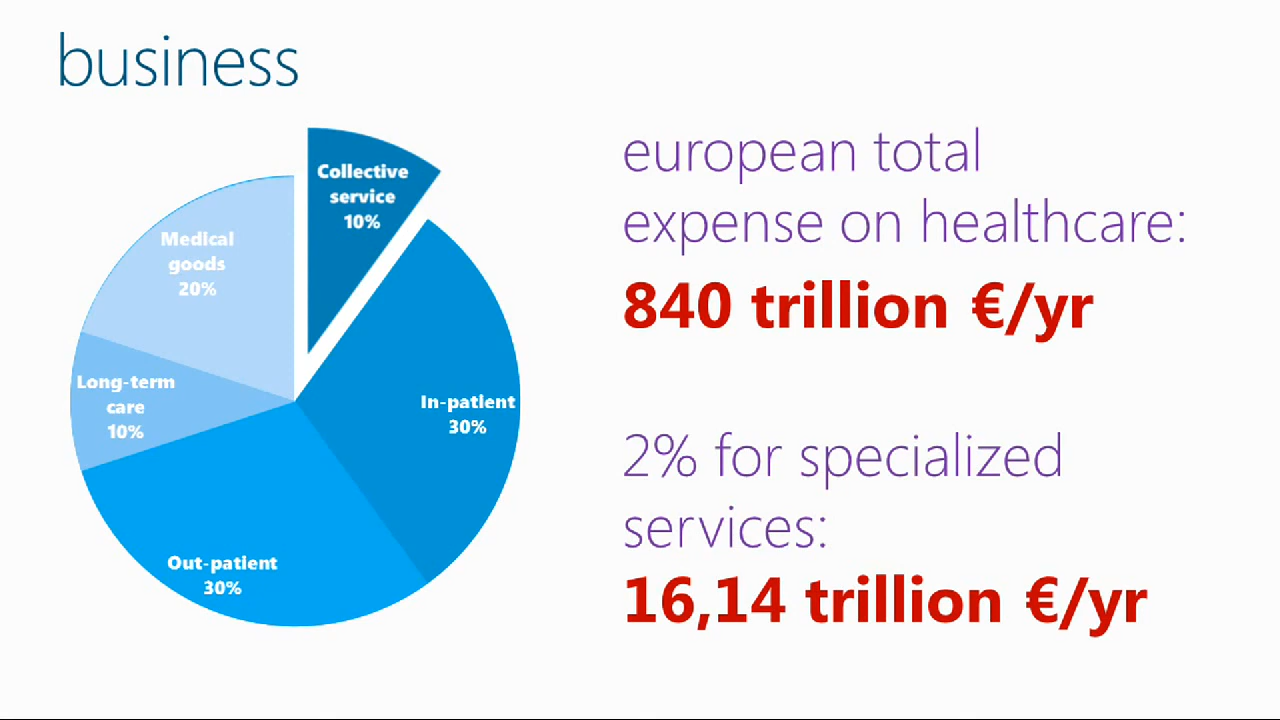 business
Collective
service
10%
Medical
goods
20%
Long-term
care
10%
In-patient
30%
Out-patient
30%
european total
expense on healthcare:
840 trillion €/yr
2% for specialized
services:
16,14 trillion €/yr